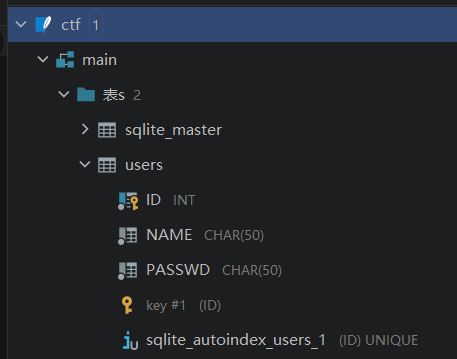 ctf 1
main
表s 2
sqlite_master
users
ID INT
NAME CHAR(50)
PASSWD CHAR(50)
key #1 (ID)
sqlite_autoindex_users_1 (ID) UNIQUE